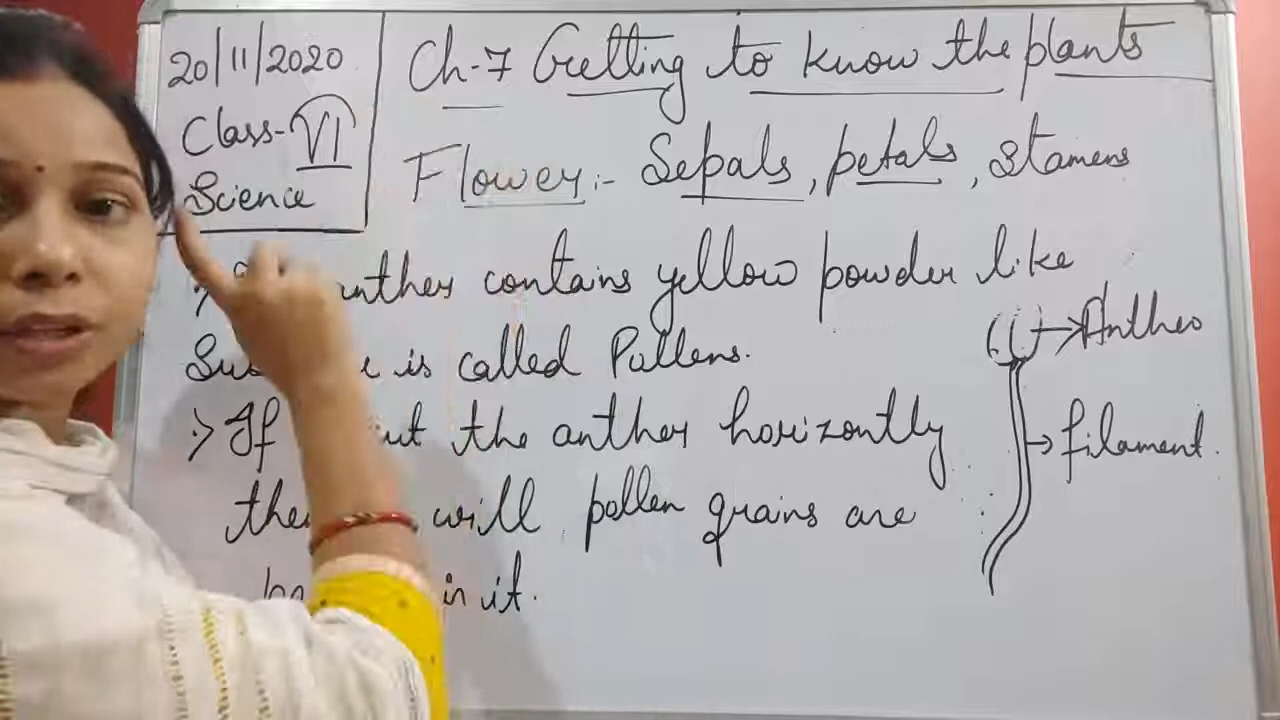 20/11/2020
Class-VI
Science
Ch-7 Getting to know the plants
Flower:- Sepals, petals, Stamens
anther contains yellow powder like
is called Pollens.
:> If the anther horizontly
will pollen grains are
in it.
Anther
filament.